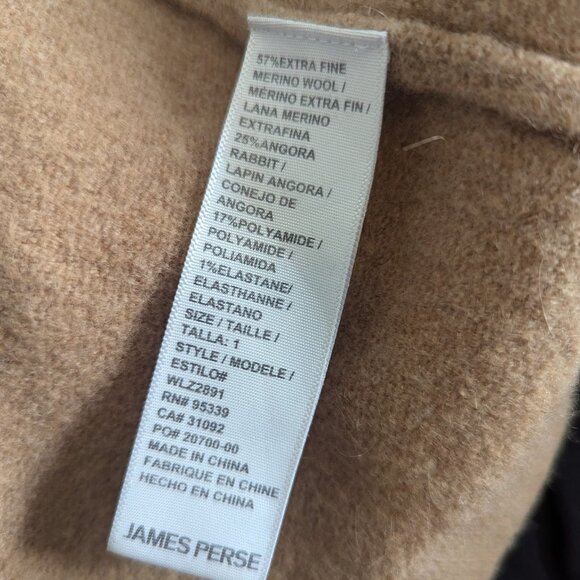 57%EXTRA FINE
MERINO WOOL /
MÉRINO EXTRA FIN /
LANA MERINO
EXTRAFINA
25%ANGORA
RABBIT /
LAPIN ANGORA /
CONEJO DE
ANGORA
17%POLYAMIDE /
POLYAMIDE /
POLIAMIDA
1%ELASTANE/
ELASTHANNE /
ELASTANO
SIZE / TAILLE /
TALLA: 1
STYLE / MODELE /
ESTILO#
WLZ2891
RN# 95339
CA# 31092
PO# 20700-00
MADE IN CHINA
FABRIQUE EN CHINE
HECHO EN CHINA
JAMES PERSE